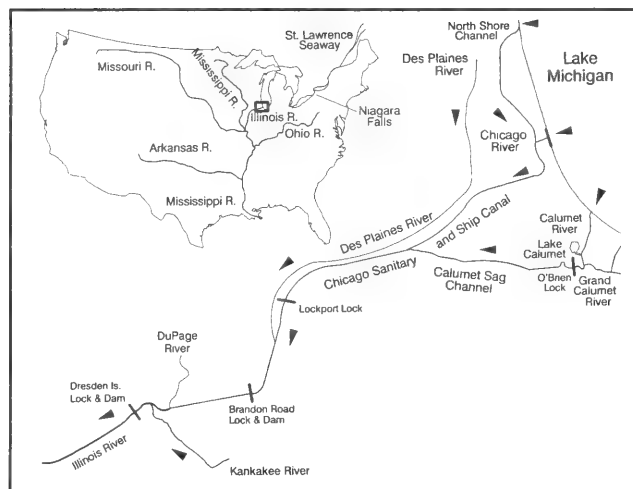 St. Lawrence
Seaway
Missouri R.
Mississippi R.
Illinois R.
Ohio R.
Niagara
Falls
Arkansas R.
Mississippi R.
North Shore
Channel
Des Plaines
River
Lake
Michigan
Chicago
River
Des Plaines River
Chicago Sanitary
and Ship Canal
Calumet
River
Lake
Calumet
Calumet Sag
Channel
O'Brien
Lock
Grand
Calumet
River
Lockport Lock
DuPage
River
Dresden Is.
Lock & Dam
Brandon Road
Lock & Dam
Illinois River
Kankakee River